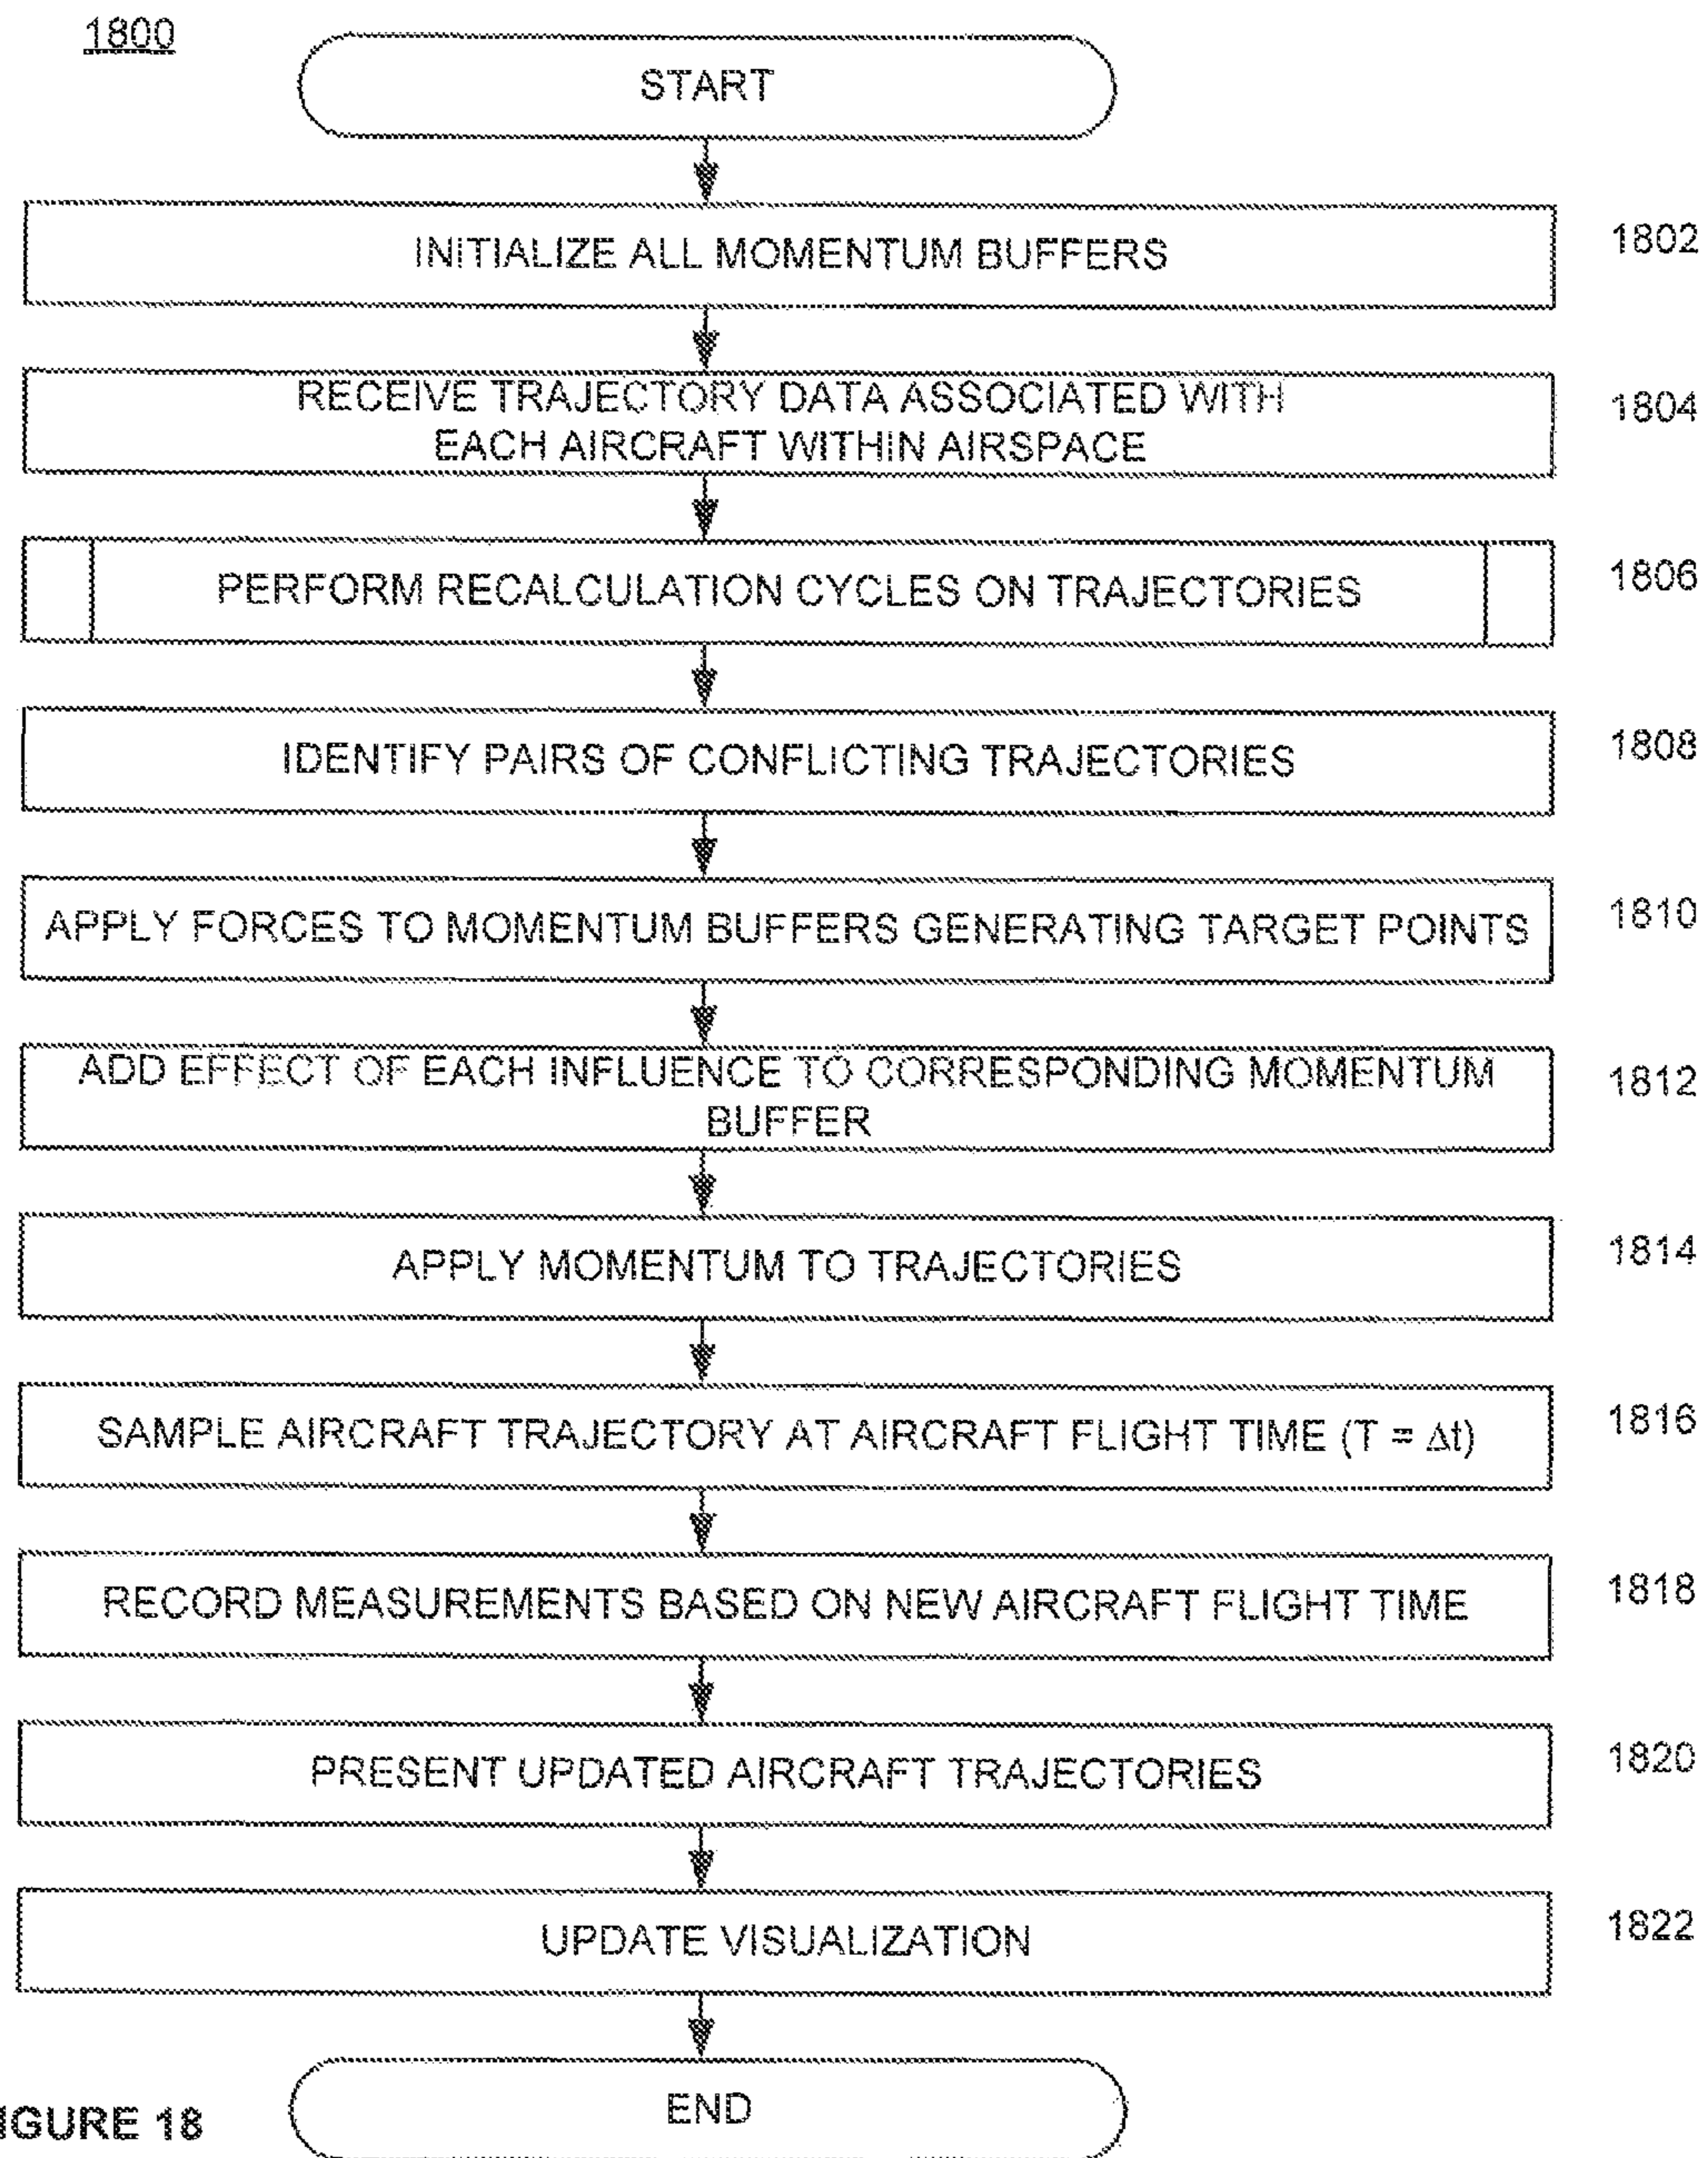 1800
START
INITIALIZE ALL MOMENTUM BUFFERS
1802
RECEIVE TRAJECTORY DATA ASSOCIATED WITH
EACH AIRCRAFT WITHIN AIRSPACE
1804
PERFORM RECALCULATION CYCLES ON TRAJECTORIES
1806
IDENTIFY PAIRS OF CONFLICTING TRAJECTORIES
1808
APPLY FORCES TO MOMENTUM BUFFERS GENERATING TARGET POINTS
1810
ADD EFFECT OF EACH INFLUENCE TO CORRESPONDING MOMENTUM
BUFFER
1812
APPLY MOMENTUM TO TRAJECTORIES
1814
SAMPLE AIRCRAFT TRAJECTORY AT AIRCRAFT FLIGHT TIME (T = Δt)
1816
RECORD MEASUREMENTS BASED ON NEW AIRCRAFT FLIGHT TIME
1818
PRESENT UPDATED AIRCRAFT TRAJECTORIES
1820
UPDATE VISUALIZATION
1822
END
IGURE 18